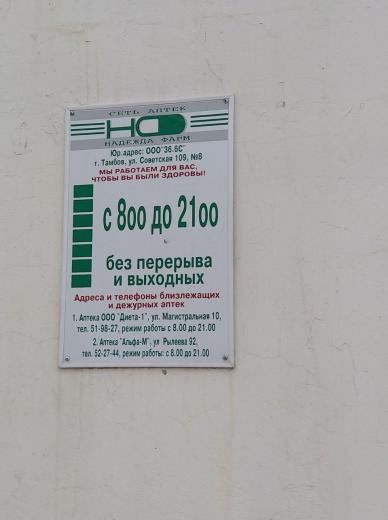 СЕТЬ АПТЕК
НАДЕЖДА ФАРМ
Юр.адрес: ООО"36.6С"
г. Тамбов, ул. Советская 109, №8
МЫ РАБОТАЕМ ДЛЯ ВАС,
ЧТОБЫ ВЫ БЫЛИ ЗДОРОВЫ!
с 800 до 2100
без перерыва
и выходных
Адреса и телефоны близлежащих
и дежурных аптек
1. Аптека ООО "Диета-1", ул. Магистральная 10,
тел. 51-98-27, режим работы с 8.00 до 21.00
2. Аптека "Альфа-М", ул Рылеева 92,
тел. 52-27-44, режим работы: с 8.00 до 21.00